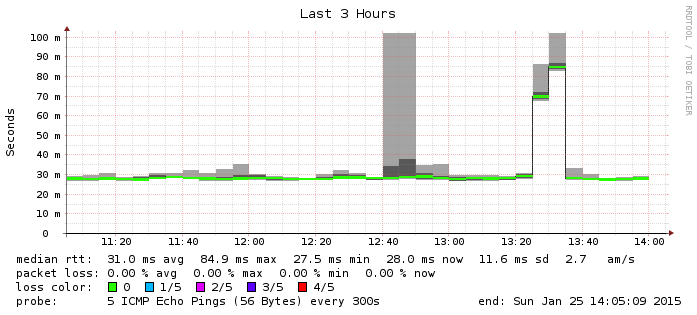 Last 3 Hours
RRDTOOL / TOBI OETIKER
Seconds
100 m
90 m
80 m
70 m
60 m
50 m
40 m
30 m
20 m
10 m
0
11:20 11:40 12:00 12:20 12:40 13:00 13:20 13:40 14:00
median rtt: 31.0 ms avg 84.9 ms max 27.5 ms min 28.0 ms now 11.6 ms sd 2.7 am/s
packet loss: 0.00 % avg 0.00 % max 0.00 % min 0.00 % now
loss color: 0 1/5 2/5 3/5 4/5
probe: 5 ICMP Echo Pings (56 Bytes) every 300s end: Sun Jan 25 14:05:09 2015